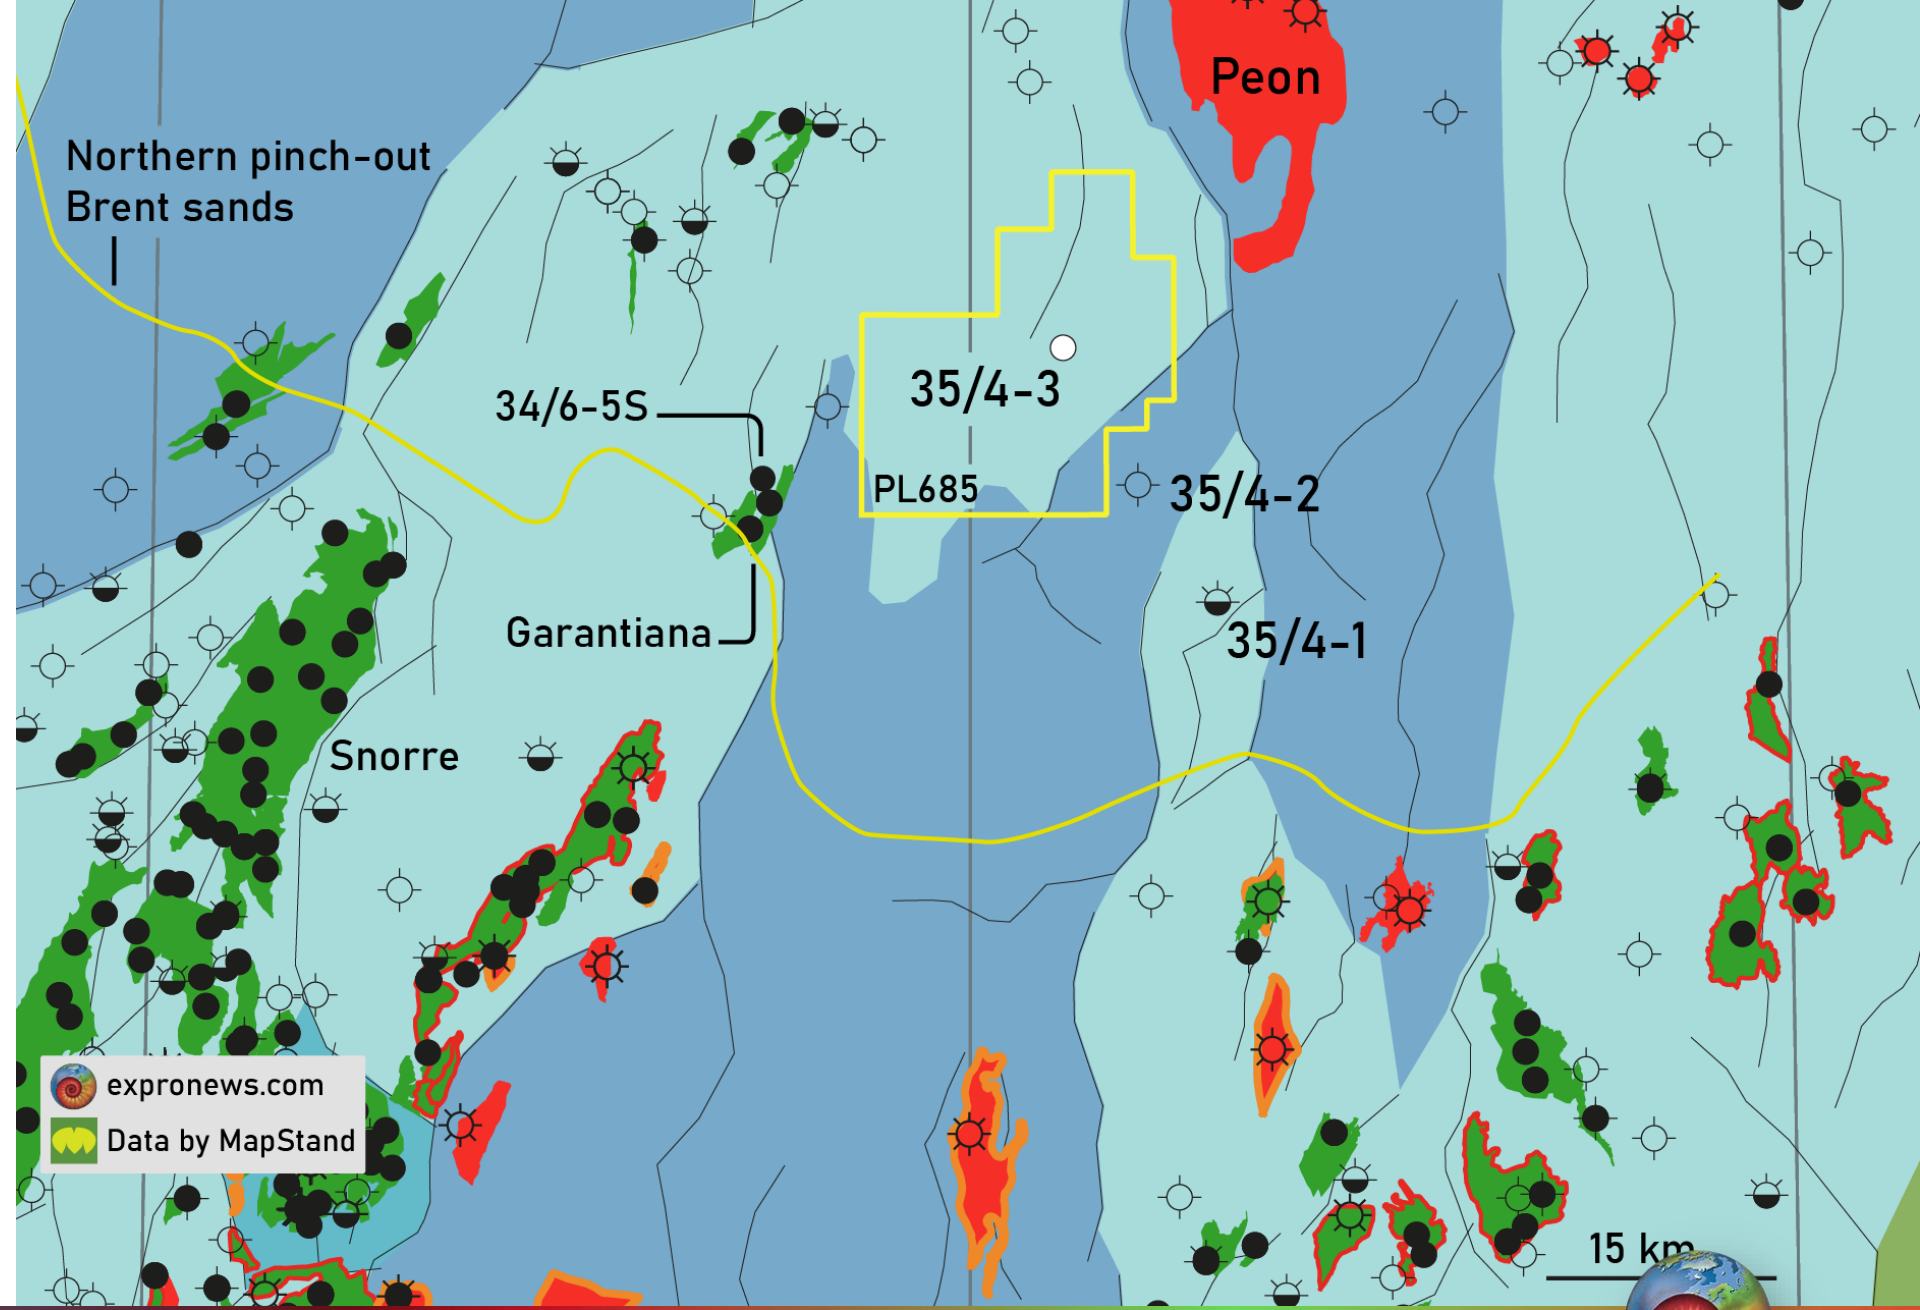 Peon
Northern pinch-out
Brent sands
34/6-5S
35/4-3
PL685
35/4-2
Garantiana
35/4-1
Snorre
expronews.com
Data by MapStand
15 km